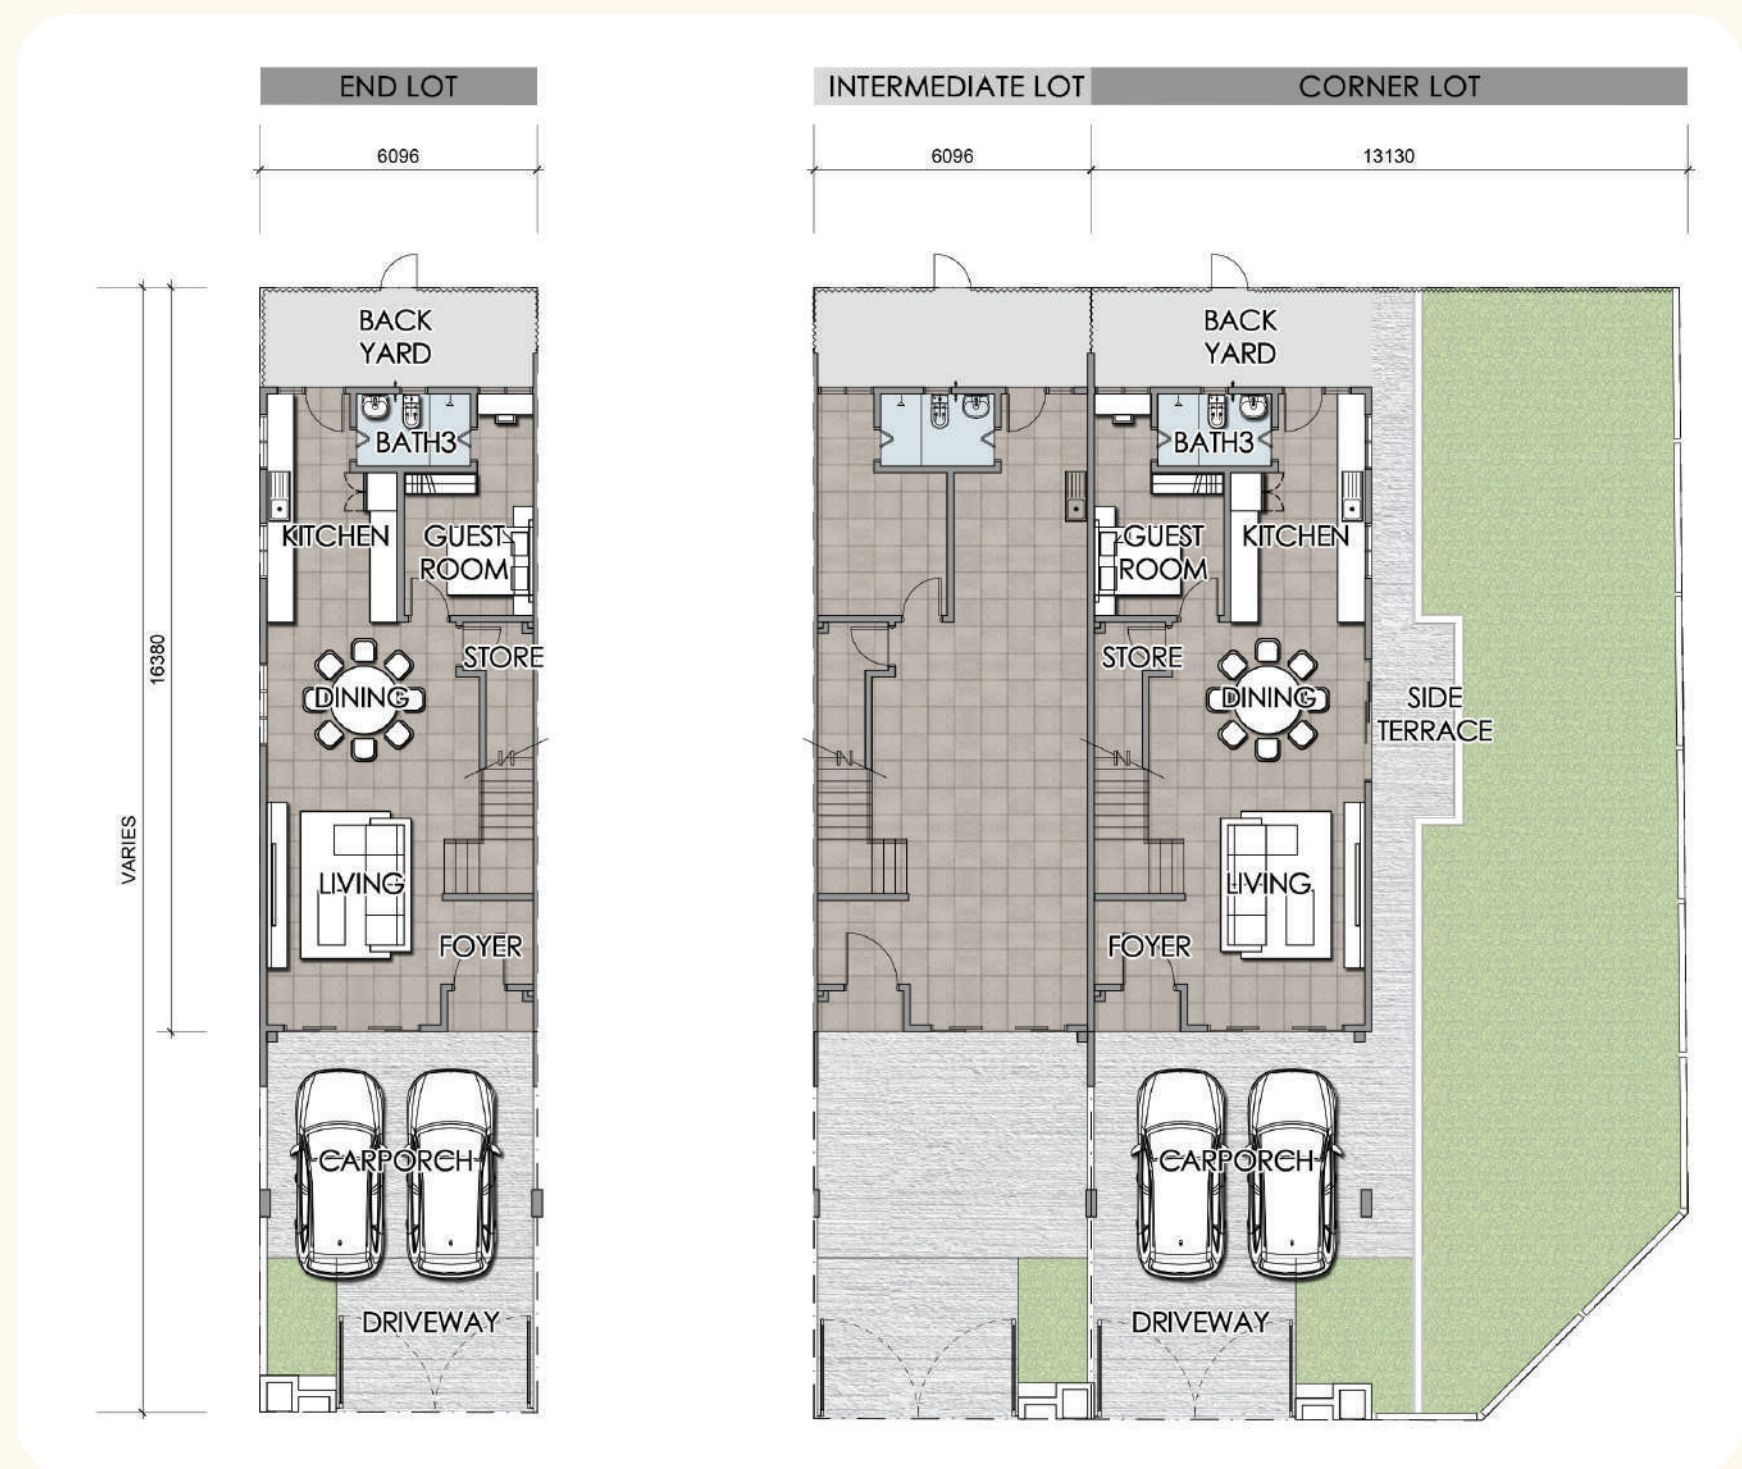 END LOT
INTERMEDIATE LOT
CORNER LOT
6096
6096
13130
BACK
YARD
BATH3
KITCHEN
GUEST
ROOM
STORE
DINING
LIVING
FOYER
CARPORCH
DRIVEWAY
16380
VARIES
BACK
YARD
BATH3
GUEST
ROOM
KITCHEN
STORE
DINING
SIDE
TERRACE
LIVING
FOYER
CARPORCH
DRIVEWAY